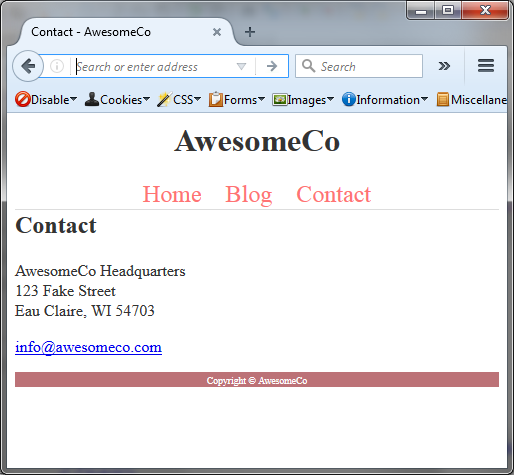 Contact - AwesomeCo
Search or enter address
Search
Disable Cookies CSS Forms Images Information Miscellane
AwesomeCo
Home Blog Contact
Contact
AwesomeCo Headquarters
123 Fake Street
Eau Claire, WI 54703
info@awesomeco.com
Copyright © AwesomeCo